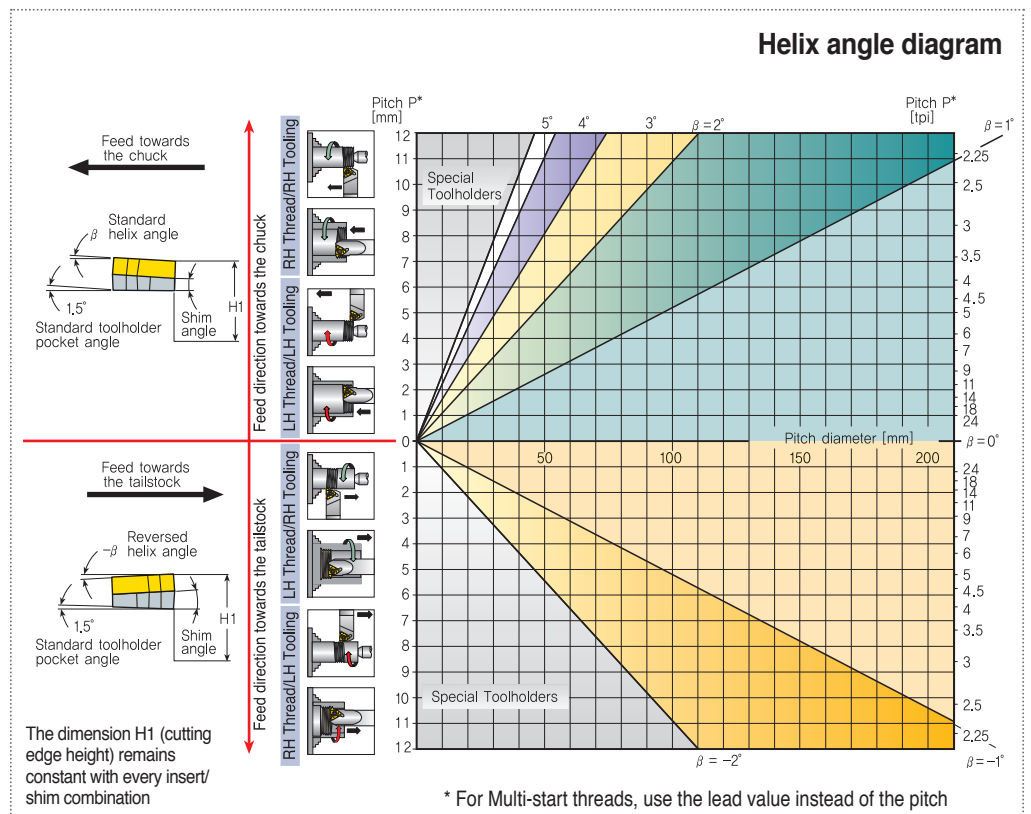 Helix angle diagram
Feed towards
the chuck
Standard
helix angle
β
1.5°
Standard toolholder
pocket angle
Shim
angle
H1
Feed towards
the tailstock
Reversed
helix angle
-β
1.5°
Standard toolholder
pocket angle
Shim
angle
H1
The dimension H1 (cutting
edge height) remains
constant with every insert/
shim combination
Feed direction towards the chuck
Feed direction towards the tailstock
RH Thread/RH Tooling
LH Thread/LH Tooling
LH Thread/RH Tooling
RH Thread/LH Tooling
Pitch P*
[mm]
5°
4°
3°
β=2°
Pitch P*
[tpi]
β=1°
12
11
10
9
8
7
6
5
4
3
2
1
0
1
2
3
4
5
6
7
8
9
10
11
12
Special
Toolholders
Pitch diameter [mm]
50
100
150
200
β=0°
2.25
2.5
3
3.5
4
4.5
5
6
7
9
11
14
18
24
24
18
14
11
9
7
6
5
4.5
4
3.5
3
2.5
2.25
Special Toolholders
β = -2°
β=-1°
* For Multi-start threads, use the lead value instead of the pitch